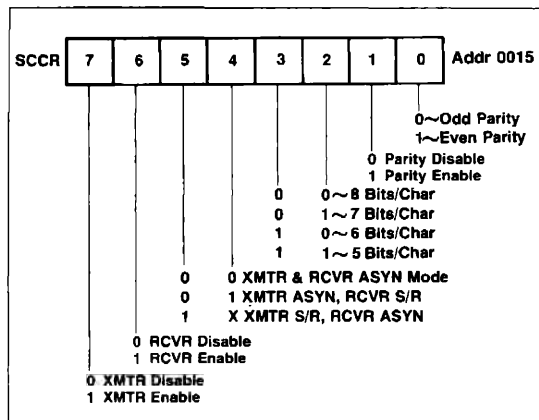 SCCR 7 6 5 4 3 2 1 0 Addr 0015
0~Odd Parity
1~Even Parity
0 Parity Disable
1 Parity Enable
0 0~8 Bits/Char
0 1~7 Bits/Char
1 0~6 Bits/Char
1 1~5 Bits/Char
0 0 XMTR & RCVR ASYN Mode
0 1 XMTR ASYN, RCVR S/R
1 X XMTR S/R, RCVR ASYN
0 RCVR Disable
1 RCVR Enable
0 XMTR Disable
1 XMTR Enable